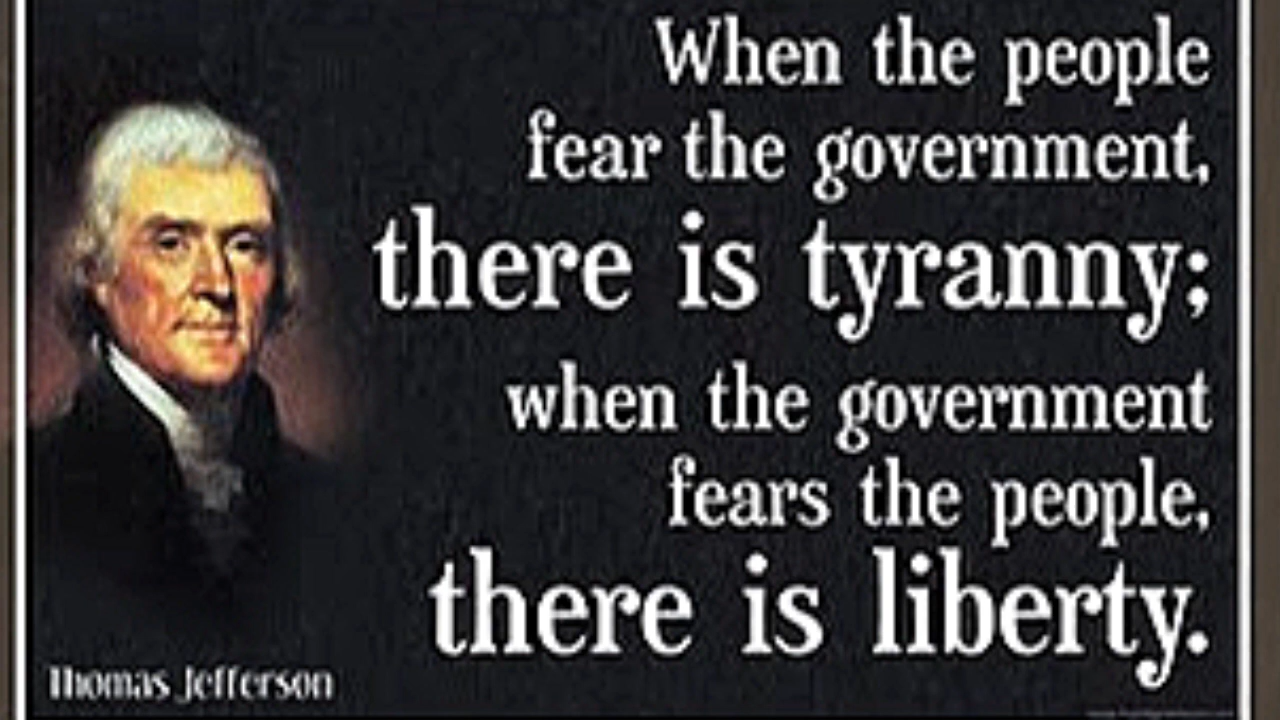 When the people
fear the government,
there is tyranny;
when the government
fears the people,
there is liberty.
Thomas Jefferson